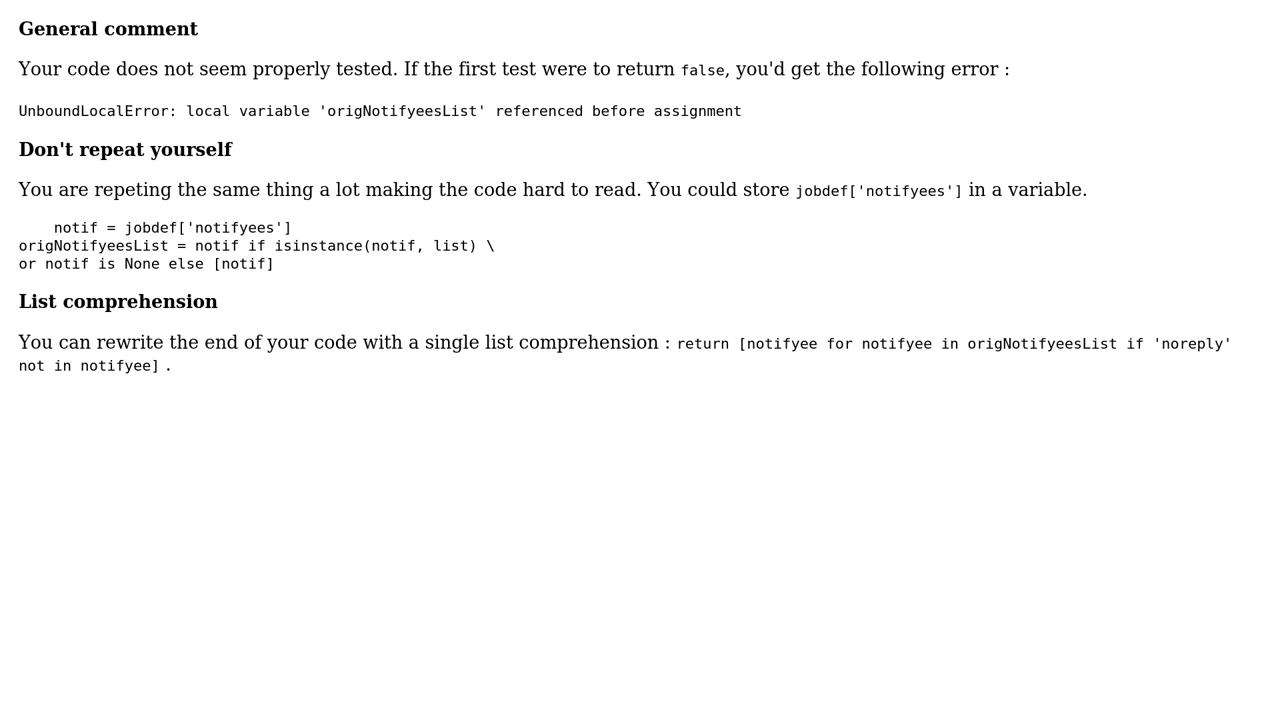 General comment
Your code does not seem properly tested. If the first test were to return false, you'd get the following error :
UnboundLocalError: local variable 'origNotifyeesList' referenced before assignment
Don't repeat yourself
You are repeting the same thing a lot making the code hard to read. You could store jobdef['notifyees'] in a variable.
    notif = jobdef['notifyees']
origNotifyeesList = notif if isinstance(notif, list) \
or notif is None else [notif]
List comprehension
You can rewrite the end of your code with a single list comprehension : return [notifyee for notifyee in origNotifyeesList if 'noreply'
not in notifyee] .